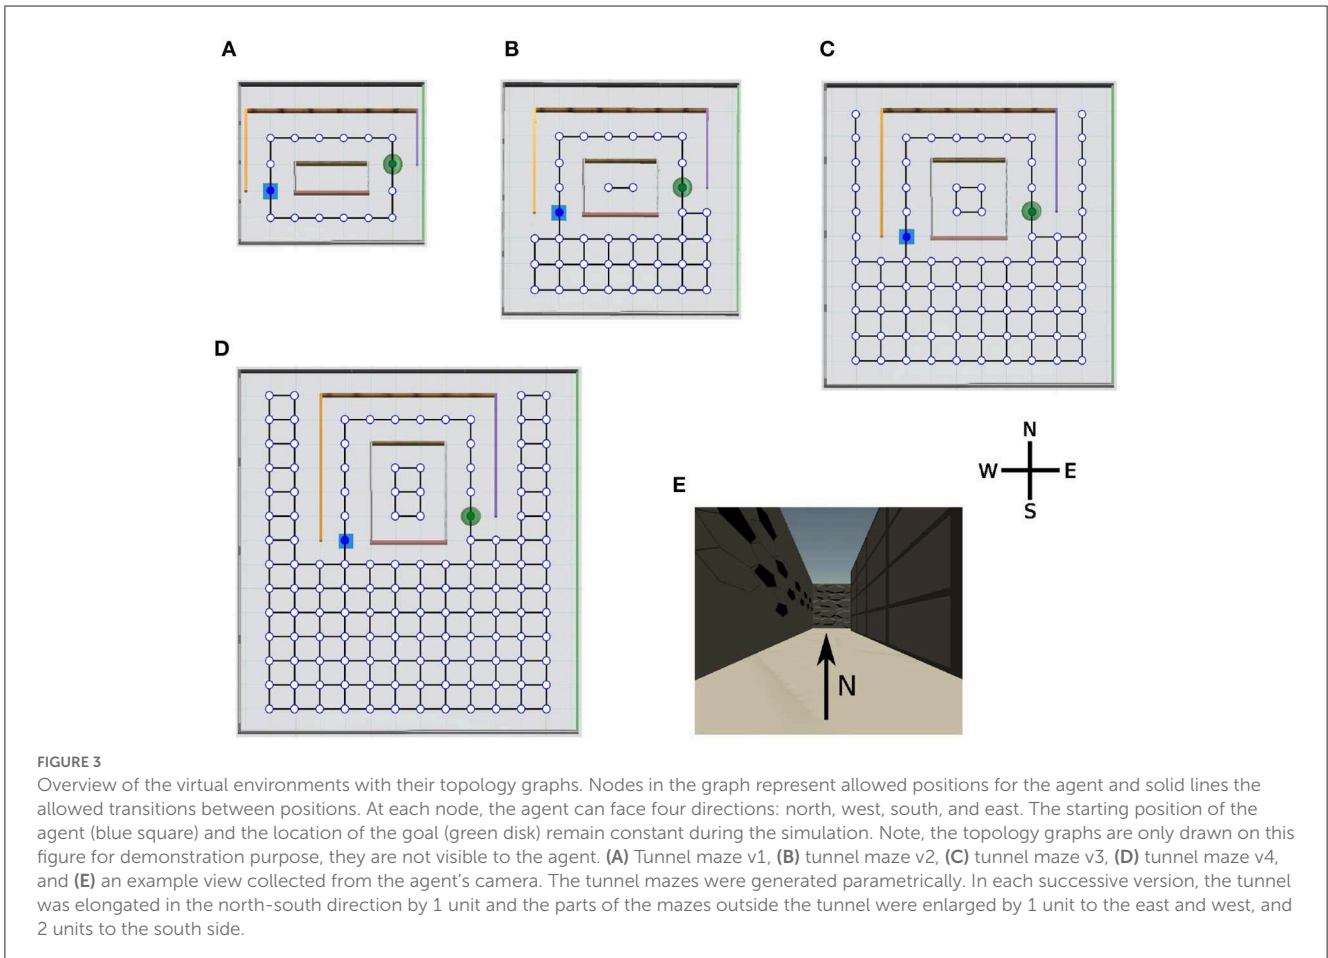 A
B
C
D
N
W
E
S
E
N
FIGURE 3
Overview of the virtual environments with their topology graphs. Nodes in the graph represent allowed positions for the agent and solid lines the
allowed transitions between positions. At each node, the agent can face four directions: north, west, south, and east. The starting position of the
agent (blue square) and the location of the goal (green disk) remain constant during the simulation. Note, the topology graphs are only drawn on this
figure for demonstration purpose, they are not visible to the agent. (A) Tunnel maze v1, (B) tunnel maze v2, (C) tunnel maze v3, (D) tunnel maze v4,
and (E) an example view collected from the agent's camera. The tunnel mazes were generated parametrically. In each successive version, the tunnel
was elongated in the north-south direction by 1 unit and the parts of the mazes outside the tunnel were enlarged by 1 unit to the east and west, and
2 units to the south side.